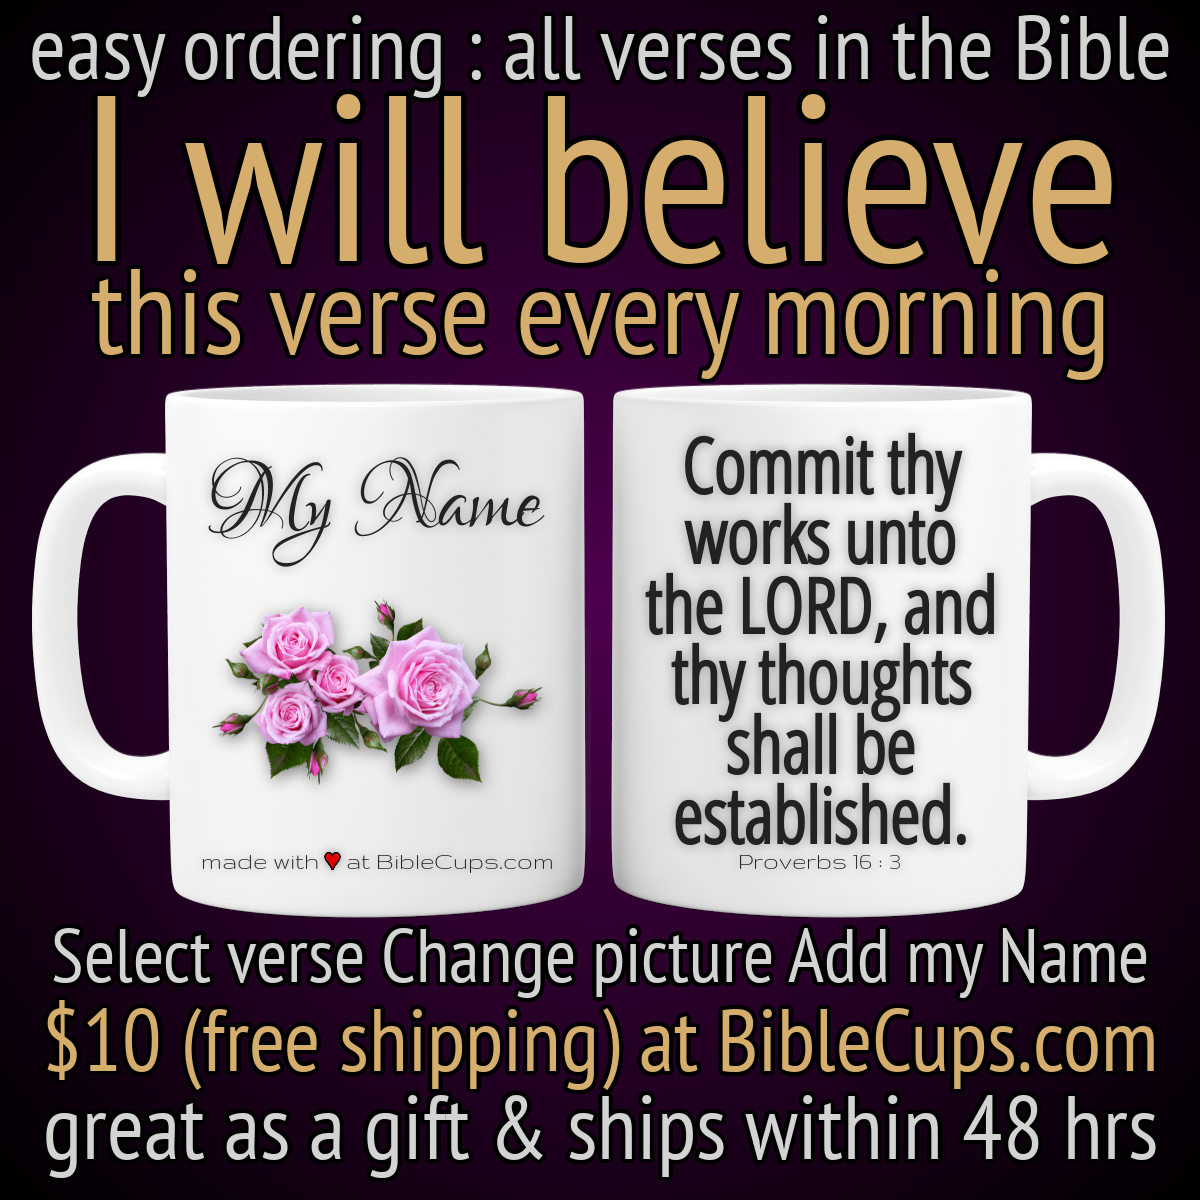 easy ordering : all verses in the Bible
I will believe
this verse every morning
My Name
made with at BibleCups.com
Commit thy
works unto
the LORD, and
thy thoughts
shall be
established.
Proverbs 16 : 3
Select verse Change picture Add my Name
$10 (free shipping) at BibleCups.com
great as a gift & ships within 48 hrs